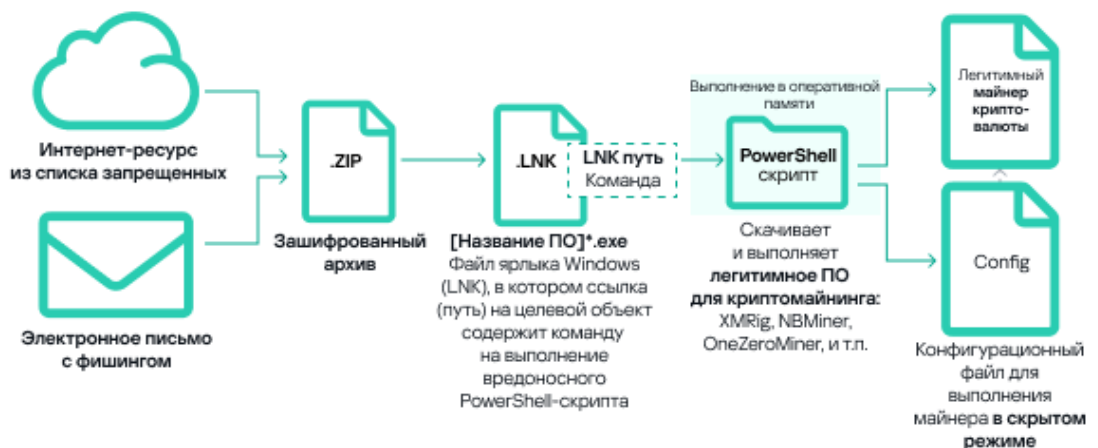 Интернет-ресурс
из списка запрещенных
Электронное письмо
с фишингом
.ZIP
Зашифрованный
архив
.LNK
LNK путь
Команда
[Название ПО]*.exe
Файл ярлыка Windows
(LNK), в котором ссылка
(путь) на целевой объект
содержит команду
на выполнение
вредоносного
PowerShell-скрипта
Выполнение в оперативной
памяти
PowerShell
скрипт
Скачивает
и выполняет
легитимное ПО
для криптомайнинга:
XMRig, NBMiner,
OneZeroMiner, и т.п.
Легитимный
майнер
крипто-
валюты
Config
Конфигурационный
файл для
выполнения
майнера в скрытом
режиме